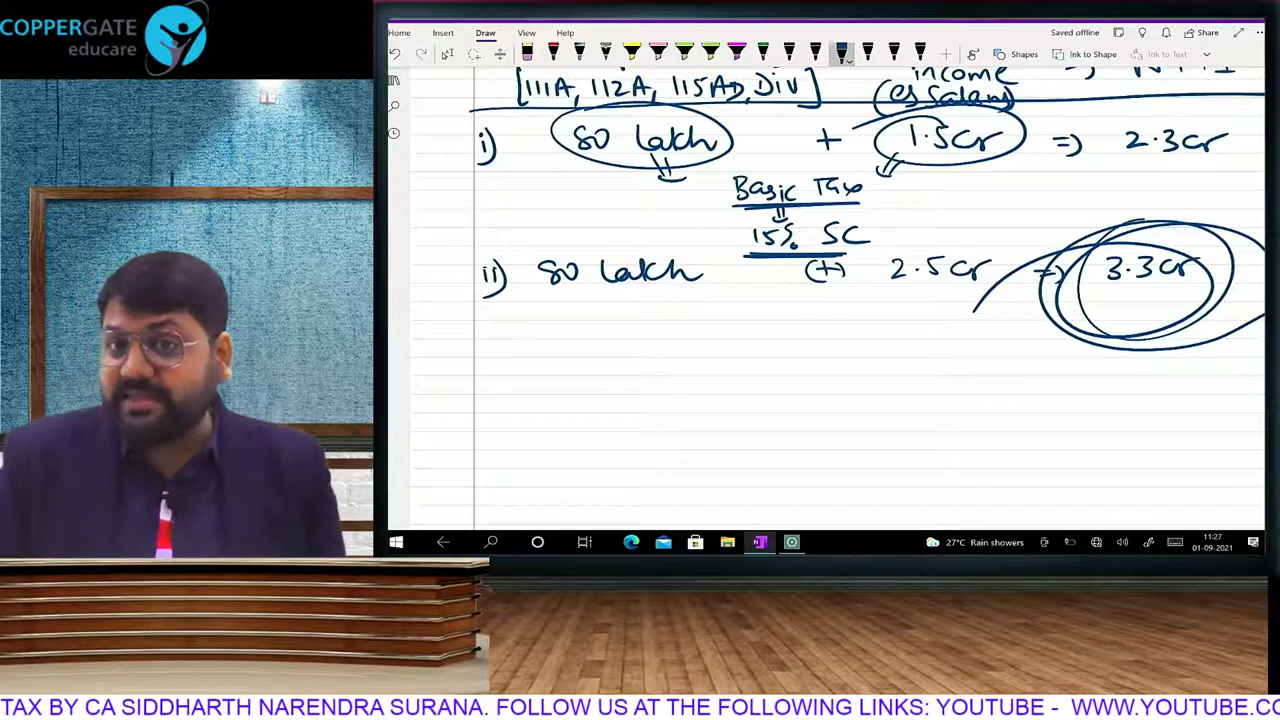 COPPERGATE
educare
Home Insert Draw View Help
Saved offline
Share
Shapes
Ink to Shape
Ink to Text
[111A, 112A, 115AD, Div]
income
(eg salary)
i) 80 lakh + 1.5cr => 2.3cr
Basic Tax
15% SC
ii) 80 lakh (+) 2.5cr => 3.3cr
27°C Rain showers
11:27
01-09-2021
TAX BY CA SIDDHARTH NARENDRA SURANA. FOLLOW US AT THE FOLLOWING LINKS: YOUTUBE - WWW.YOUTUBE.CO